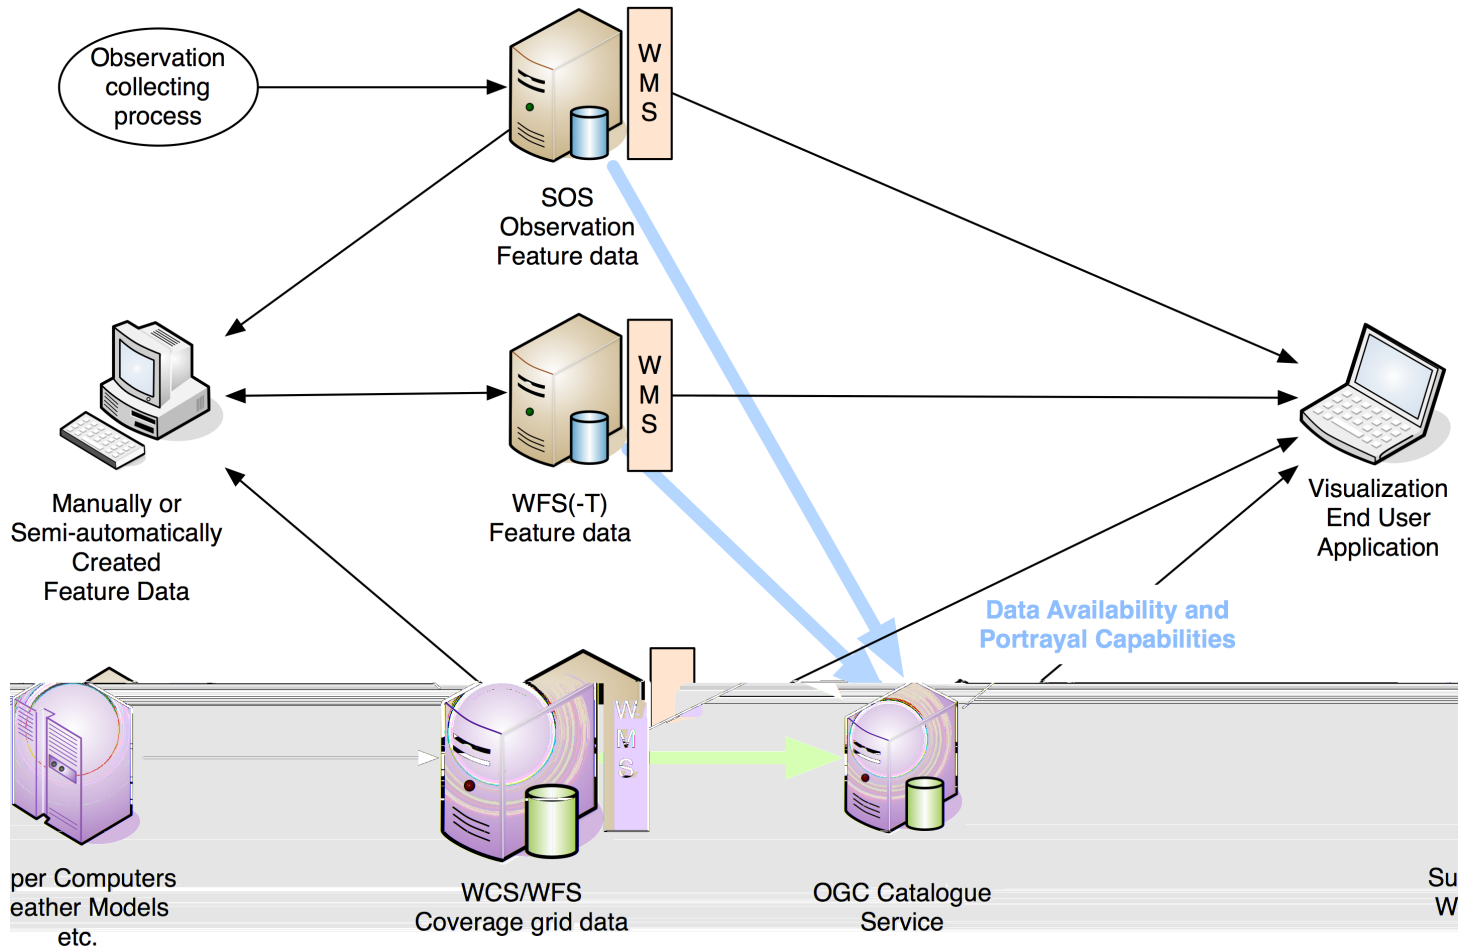 Observation
collecting
process
W
M
S
SOS
Observation
Feature data
W
M
S
Manually or
Semi-automatically
Created
Feature Data
WFS(-T)
Feature data
Visualization
End User
Application
Data Availability and
Portrayal Capabilities
W
M
S
per Computers
eather Models
etc.
WCS/WFS
Coverage grid data
OGC Catalogue
Service
Su
W